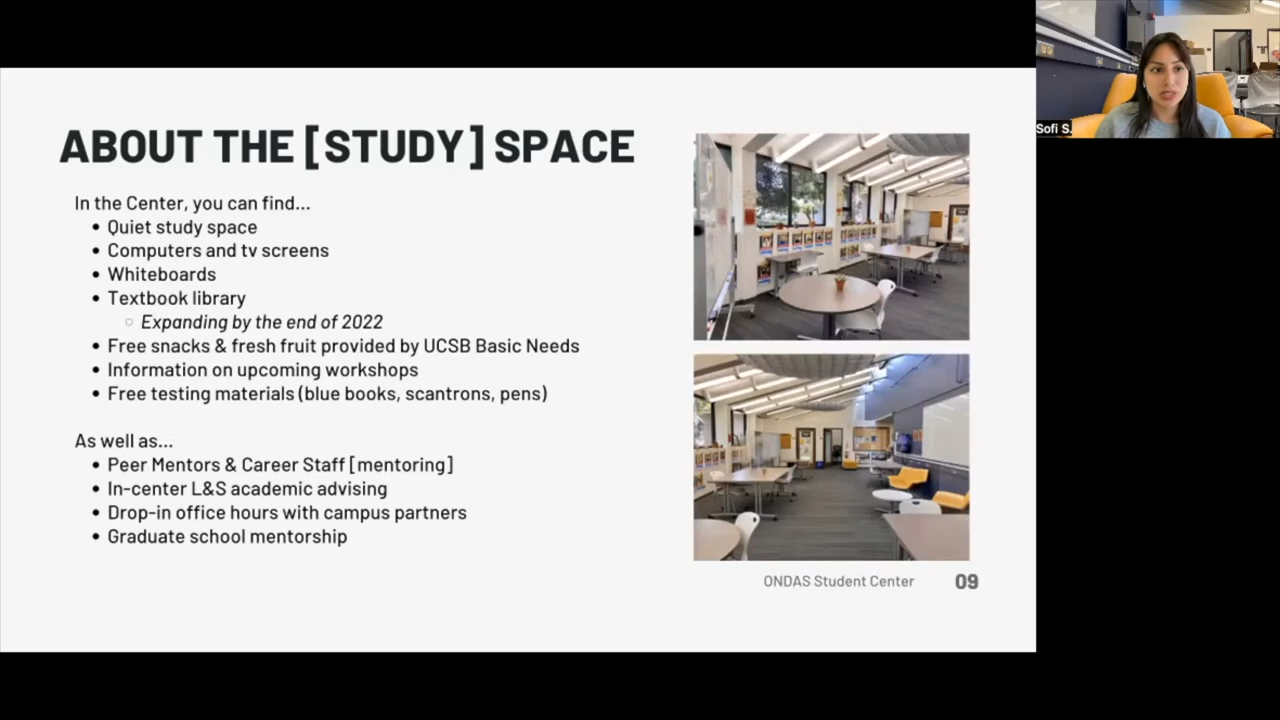 ABOUT THE [STUDY] SPACE
In the Center, you can find...
• Quiet study space
• Computers and tv screens
• Whiteboards
• Textbook library
○ Expanding by the end of 2022
• Free snacks & fresh fruit provided by UCSB Basic Needs
• Information on upcoming workshops
• Free testing materials (blue books, scantrons, pens)
As well as...
• Peer Mentors & Career Staff [mentoring]
• In-center L&S academic advising
• Drop-in office hours with campus partners
• Graduate school mentorship
ONDAS Student Center
09
Sofi S.